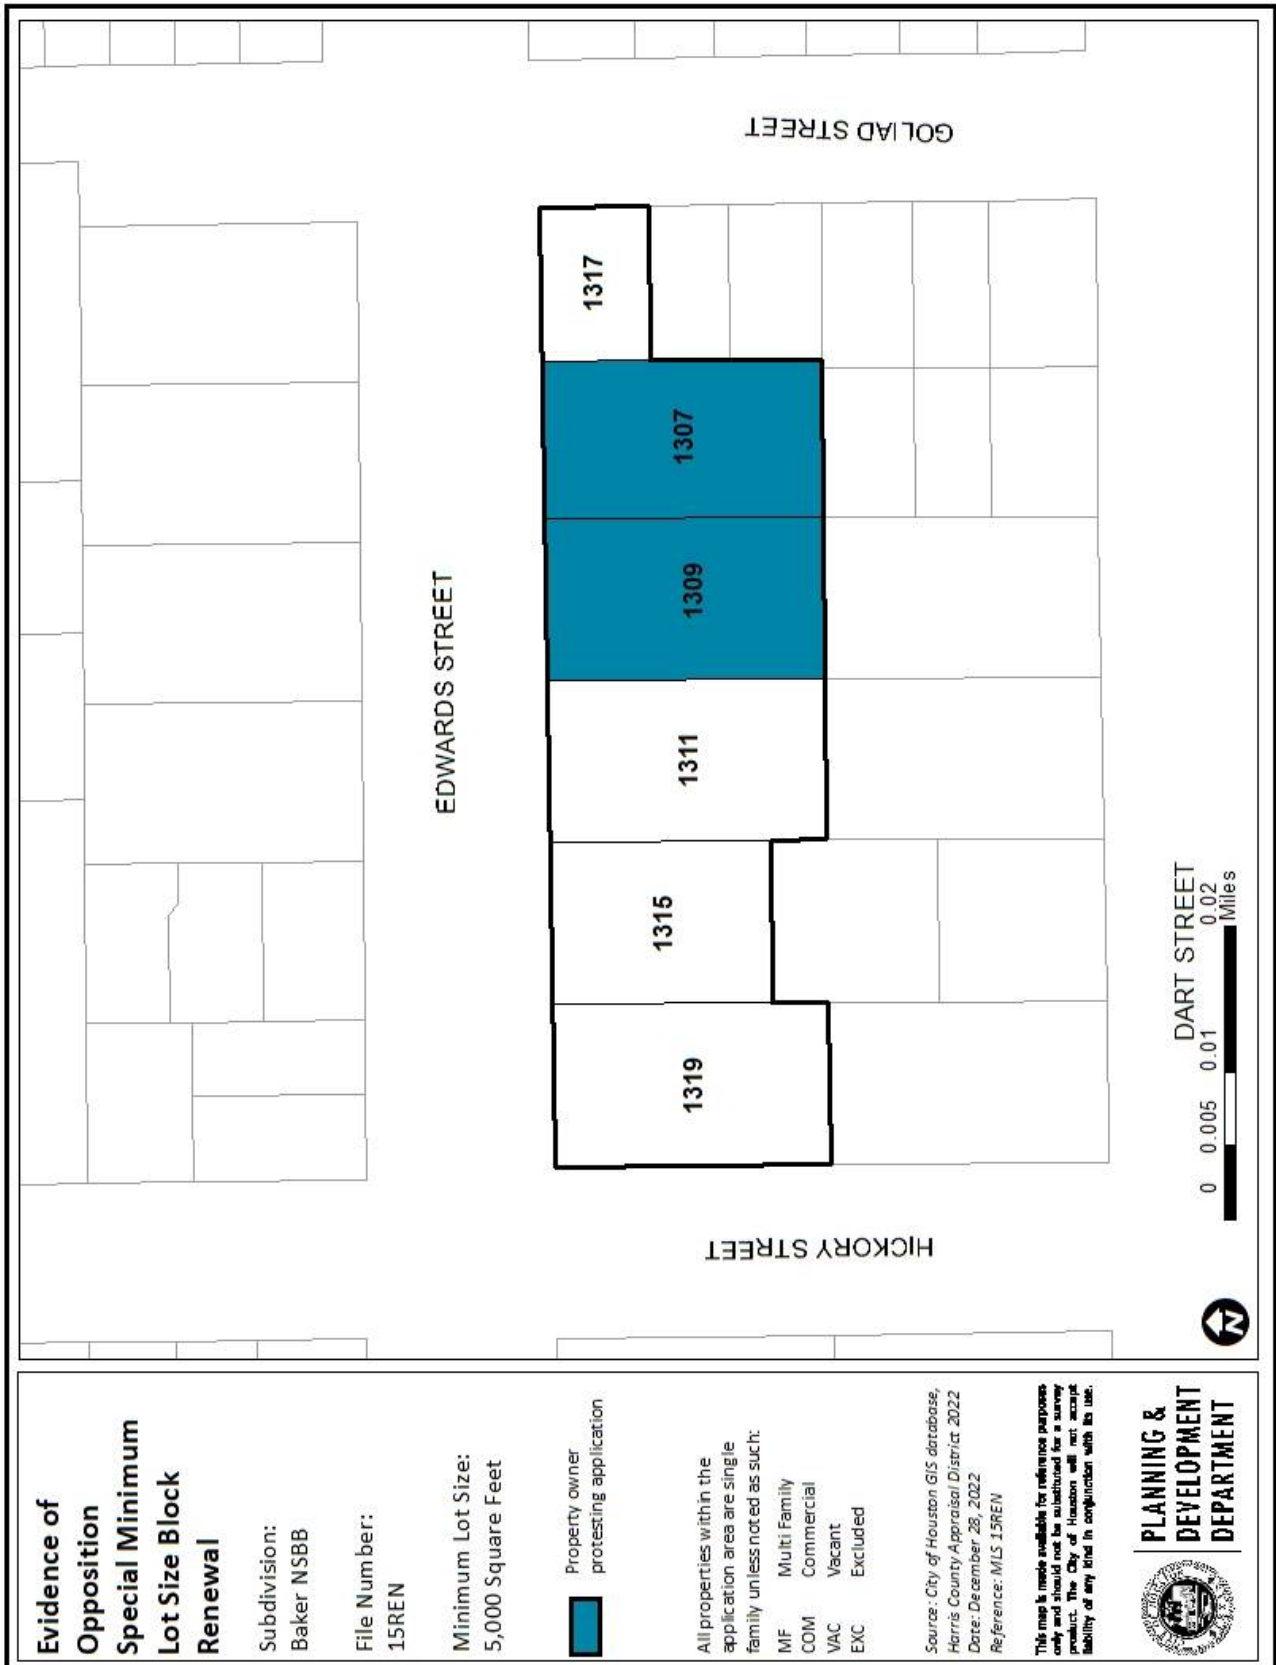 Evidence of
Opposition
Special Minimum
Lot Size Block
Renewal
Subdivision:
Baker NSBB
File Number:
15REN
Minimum Lot Size:
5,000 Square Feet
Property owner
protesting application
All properties within the
application area are single
family unless noted as such:
MF Multi Family
COM Commercial
VAC Vacant
EXC Excluded
Source: City of Houston GIS database,
Harris County Appraisal District 2022
Date: December 28, 2022
Reference: MLS 15REN
This map is made available for reference purposes
only and should not be substituted for a survey
product. The City of Houston will not accept
liability of any kind in conjunction with its use.
PLANNING &
DEVELOPMENT
DEPARTMENT
EDWARDS STREET
HICKORY STREET
GOLIAD STREET
1319
1315
1311
1309
1307
1317
DART STREET
0 0.005 0.01 0.02
Miles
N